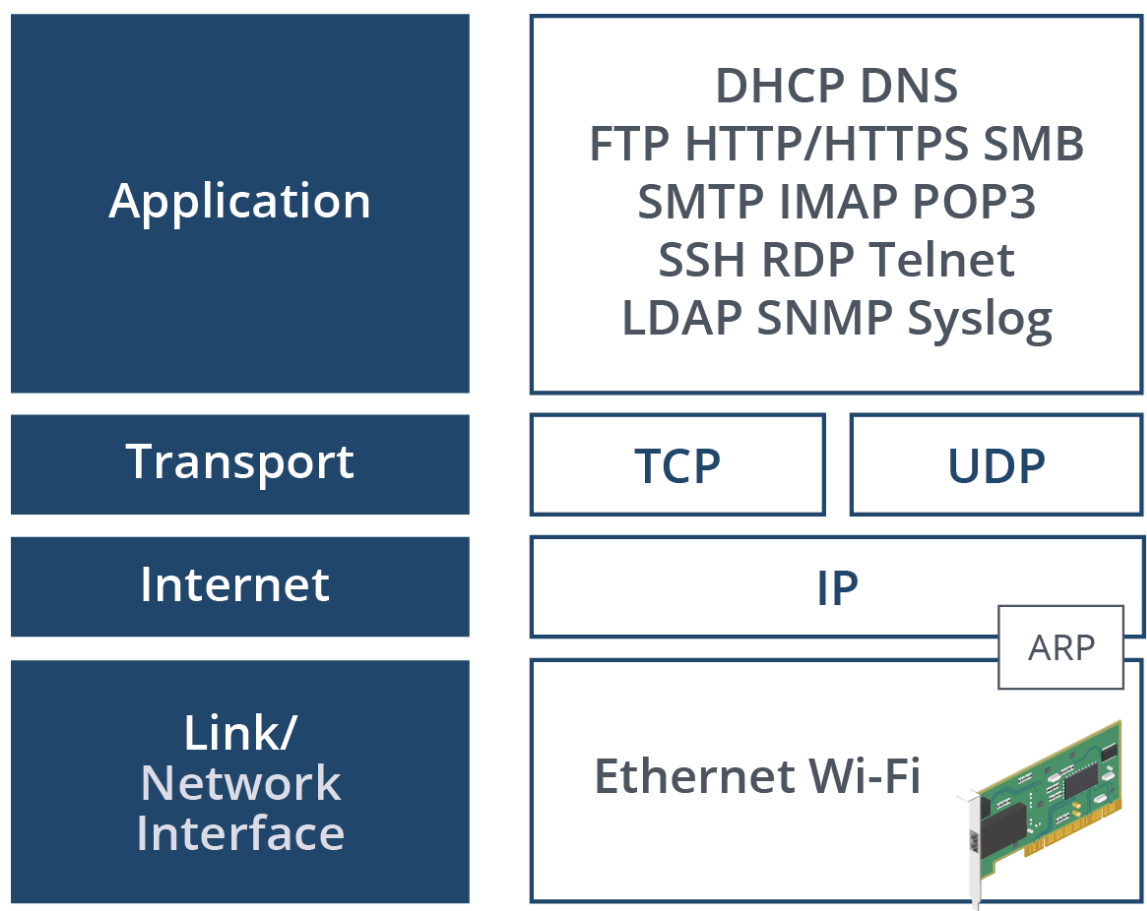 Application
DHCP DNS
FTP HTTP/HTTPS SMB
SMTP IMAP POP3
SSH RDP Telnet
LDAP SNMP Syslog
Transport
TCP
UDP
Internet
IP
ARP
Link/
Network
Interface
Ethernet Wi-Fi